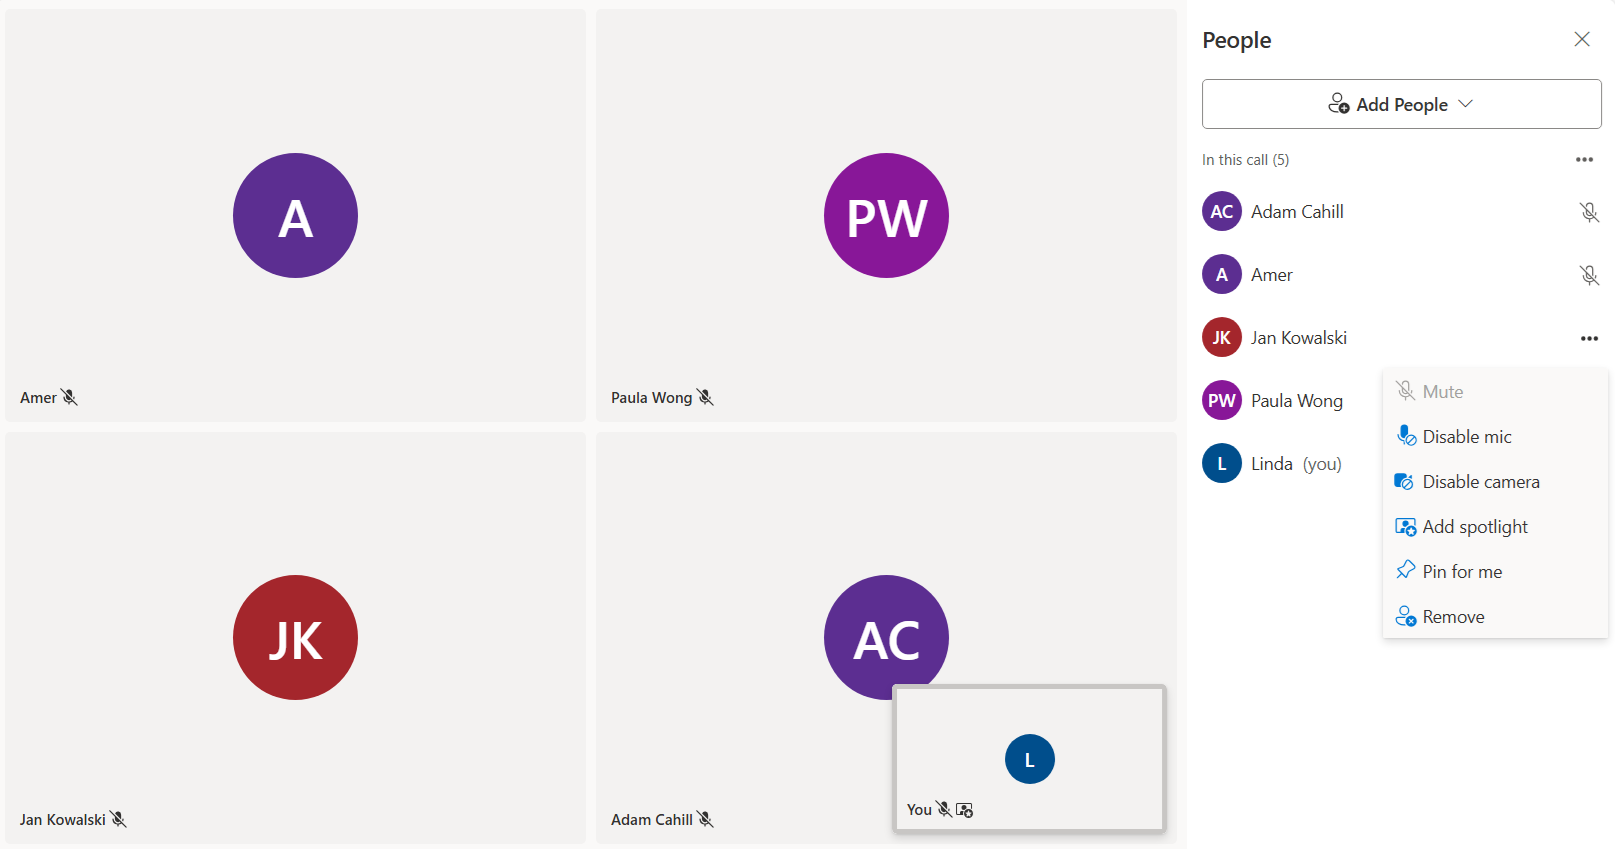 A
Amer
PW
Paula Wong
JK
Jan Kowalski
AC
Adam Cahill
L
You
People
Add People
In this call (5)
AC Adam Cahill
A Amer
JK Jan Kowalski
PW Paula Wong
L Linda (you)
Mute
Disable mic
Disable camera
Add spotlight
Pin for me
Remove